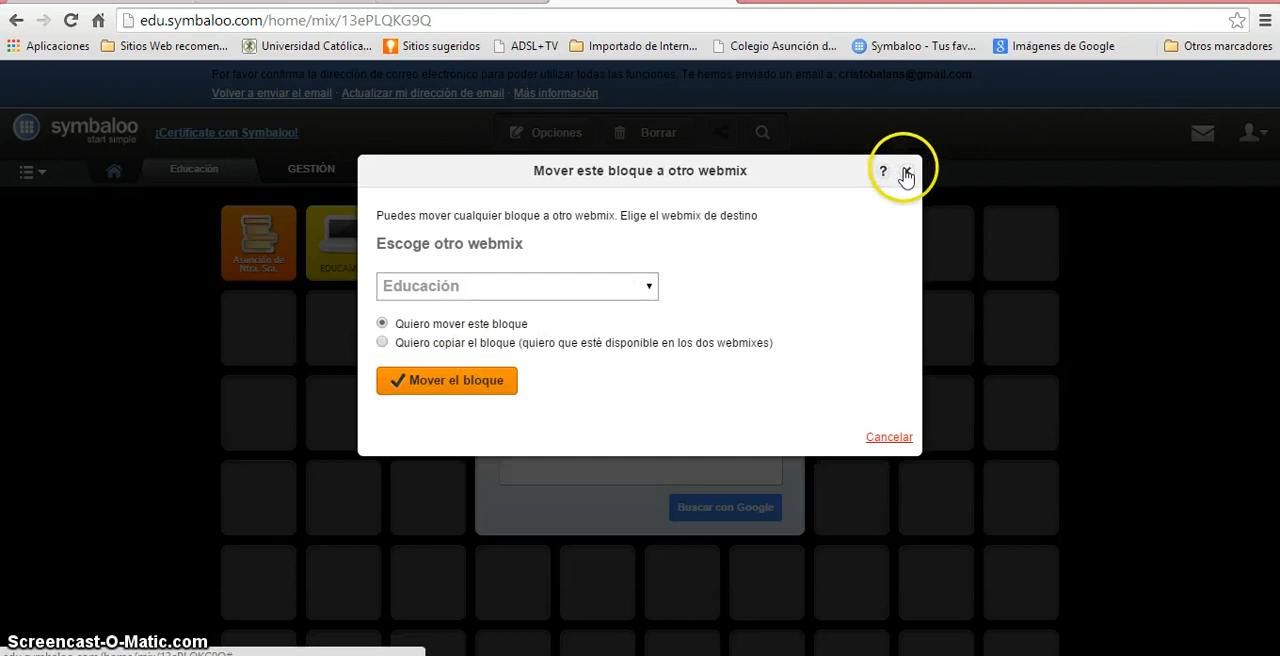 edu.symbaloo.com/home/mix/13ePLQKG9Q
Aplicaciones Sitios Web recomen... Universidad Católica... Sitios sugeridos ADSL+TV Importado de Intern... Colegio Asunción d... Symbaloo - Tus fav... Imágenes de Google Otros marcadores
Por favor confirma la dirección de correo electrónico para poder utilizar todas las funciones. Te hemos enviado un email a: cristobalans@gmail.com.
Volver a enviar el email · Actualizar mi dirección de email · Más información
symbaloo
start simple
¡Certifícate con Symbaloo!
Opciones Borrar
Educación GESTIÓN
Mover este bloque a otro webmix ?
Puedes mover cualquier bloque a otro webmix. Elige el webmix de destino
Escoge otro webmix
Educación
Quiero mover este bloque
Quiero copiar el bloque (quiero que esté disponible en los dos webmixes)
Mover el bloque
Cancelar
Asunción de
Ntra. Sra.
EDUCAM
Buscar con Google
Screencast-O-Matic.com